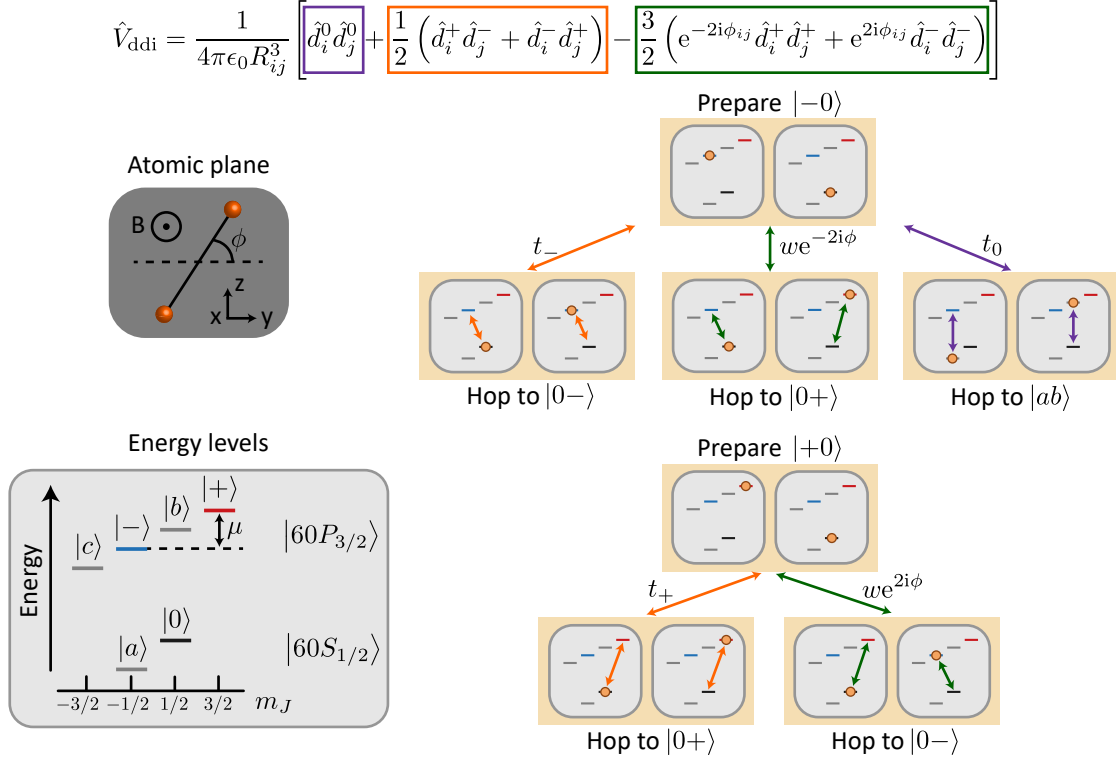 V̂_ddi = 1/(4πϵ₀R³_ij) [ d̂⁰_i d̂⁰_j + 1/2 ( d̂⁺_i d̂⁻_j + d̂⁻_i d̂⁺_j ) − 3/2 ( e^{−2iϕ_ij} d̂⁺_i d̂⁺_j + e^{2iϕ_ij} d̂⁻_i d̂⁻_j ) ]
Prepare |−0⟩
Atomic plane
B
ϕ
z
x
y
t₋
we^{−2iϕ}
t₀
Hop to |0−⟩
Hop to |0+⟩
Hop to |ab⟩
Energy levels
Prepare |+0⟩
Energy
|c⟩
|−⟩
|b⟩
|+⟩
μ
|60P_{3/2}⟩
|a⟩
|0⟩
|60S_{1/2}⟩
−3/2 −1/2 1/2 3/2 m_J
t₊
we^{2iϕ}
Hop to |0+⟩
Hop to |0−⟩